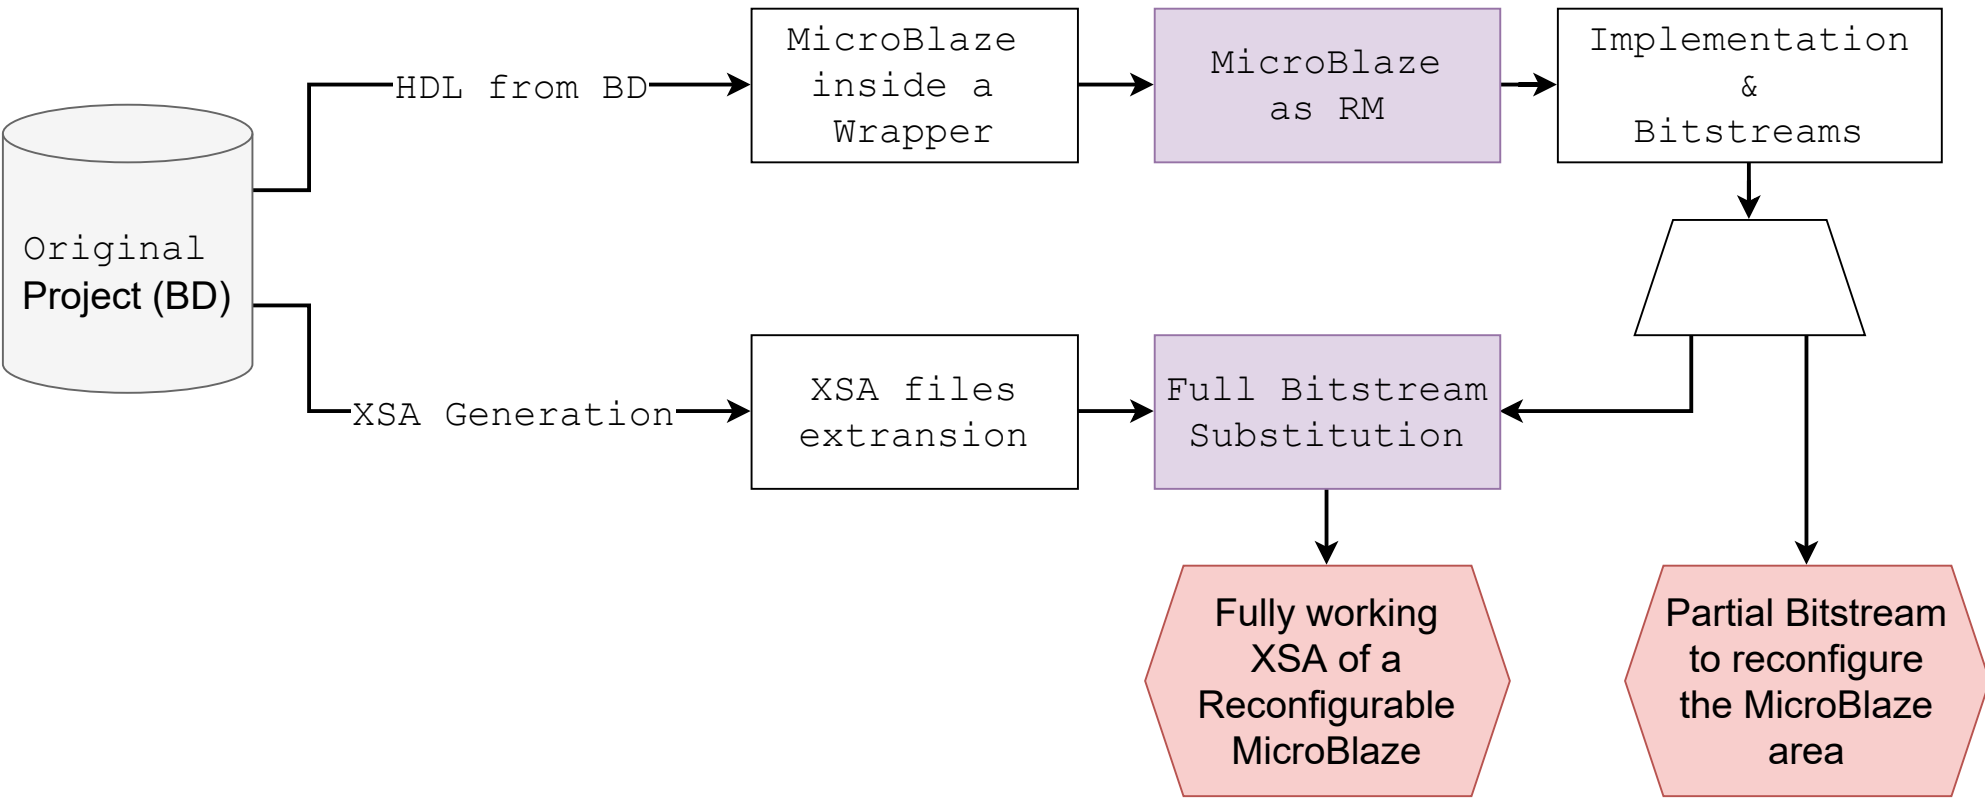 Original
Project (BD)
HDL from BD
MicroBlaze
inside a
Wrapper
MicroBlaze
as RM
Implementation
&
Bitstreams
XSA Generation
XSA files
extransion
Full Bitstream
Substitution
Fully working
XSA of a
Reconfigurable
MicroBlaze
Partial Bitstream
to reconfigure
the MicroBlaze
area